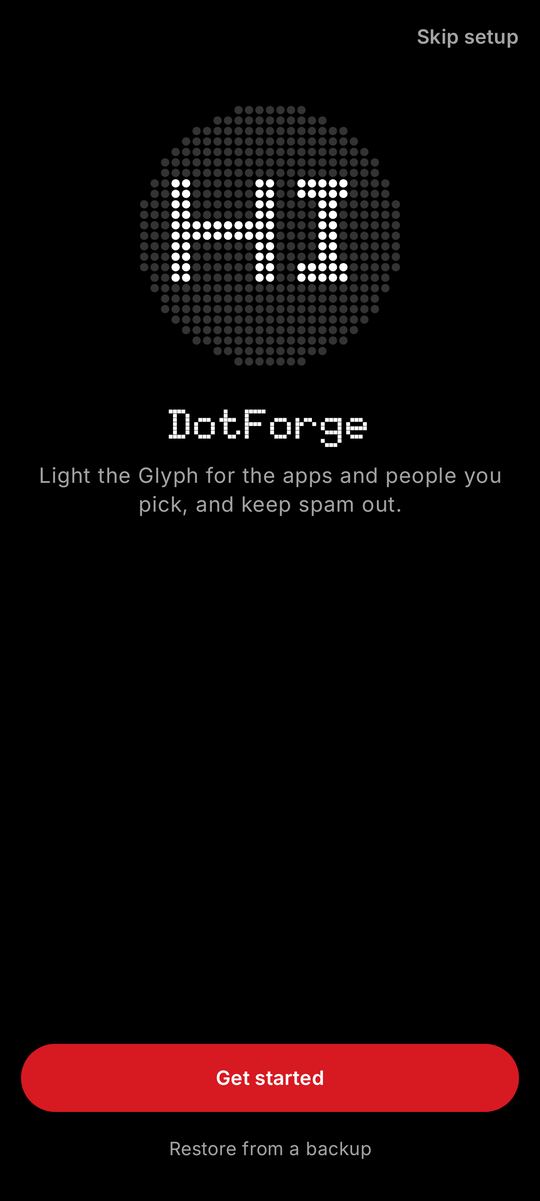 Skip setup
HI
DotForge
Light the Glyph for the apps and people you
pick, and keep spam out.
Get started
Restore from a backup